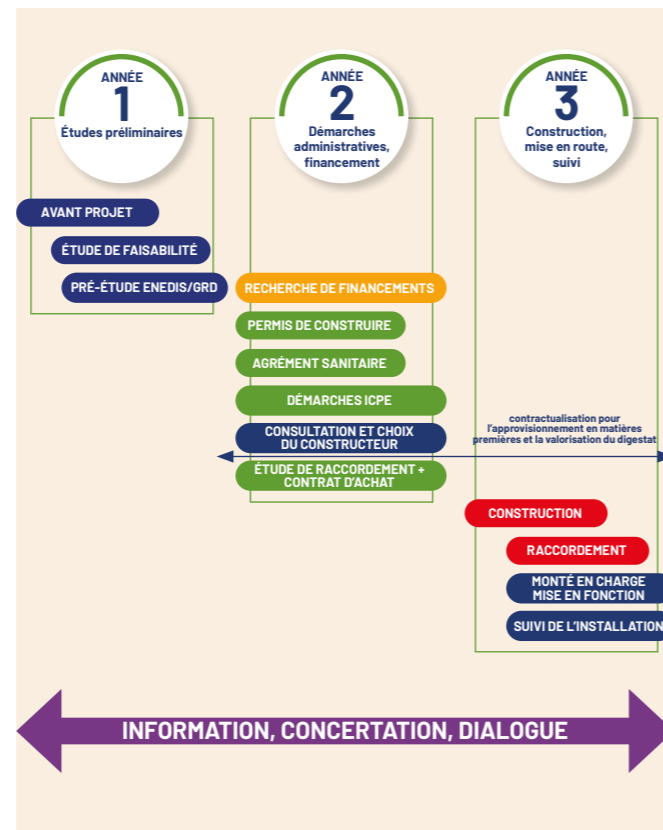 ANNÉE
1
Études préliminaires
AVANT PROJET
ÉTUDE DE FAISABILITÉ
PRÉ-ÉTUDE ENEDIS/GRD
ANNÉE
2
Démarches
administratives,
financement
RECHERCHE DE FINANCEMENTS
PERMIS DE CONSTRUIRE
AGRÉMENT SANITAIRE
DÉMARCHES ICPE
CONSULTATION ET CHOIX
DU CONSTRUCTEUR
ÉTUDE DE RACCORDEMENT +
CONTRAT D'ACHAT
ANNÉE
3
Construction,
mise en route,
suivi
contractualisation pour
l'approvisionnement en matières
premières et la valorisation du digestat
CONSTRUCTION
RACCORDEMENT
MONTÉ EN CHARGE
MISE EN FONCTION
SUIVI DE L'INSTALLATION
INFORMATION, CONCERTATION, DIALOGUE